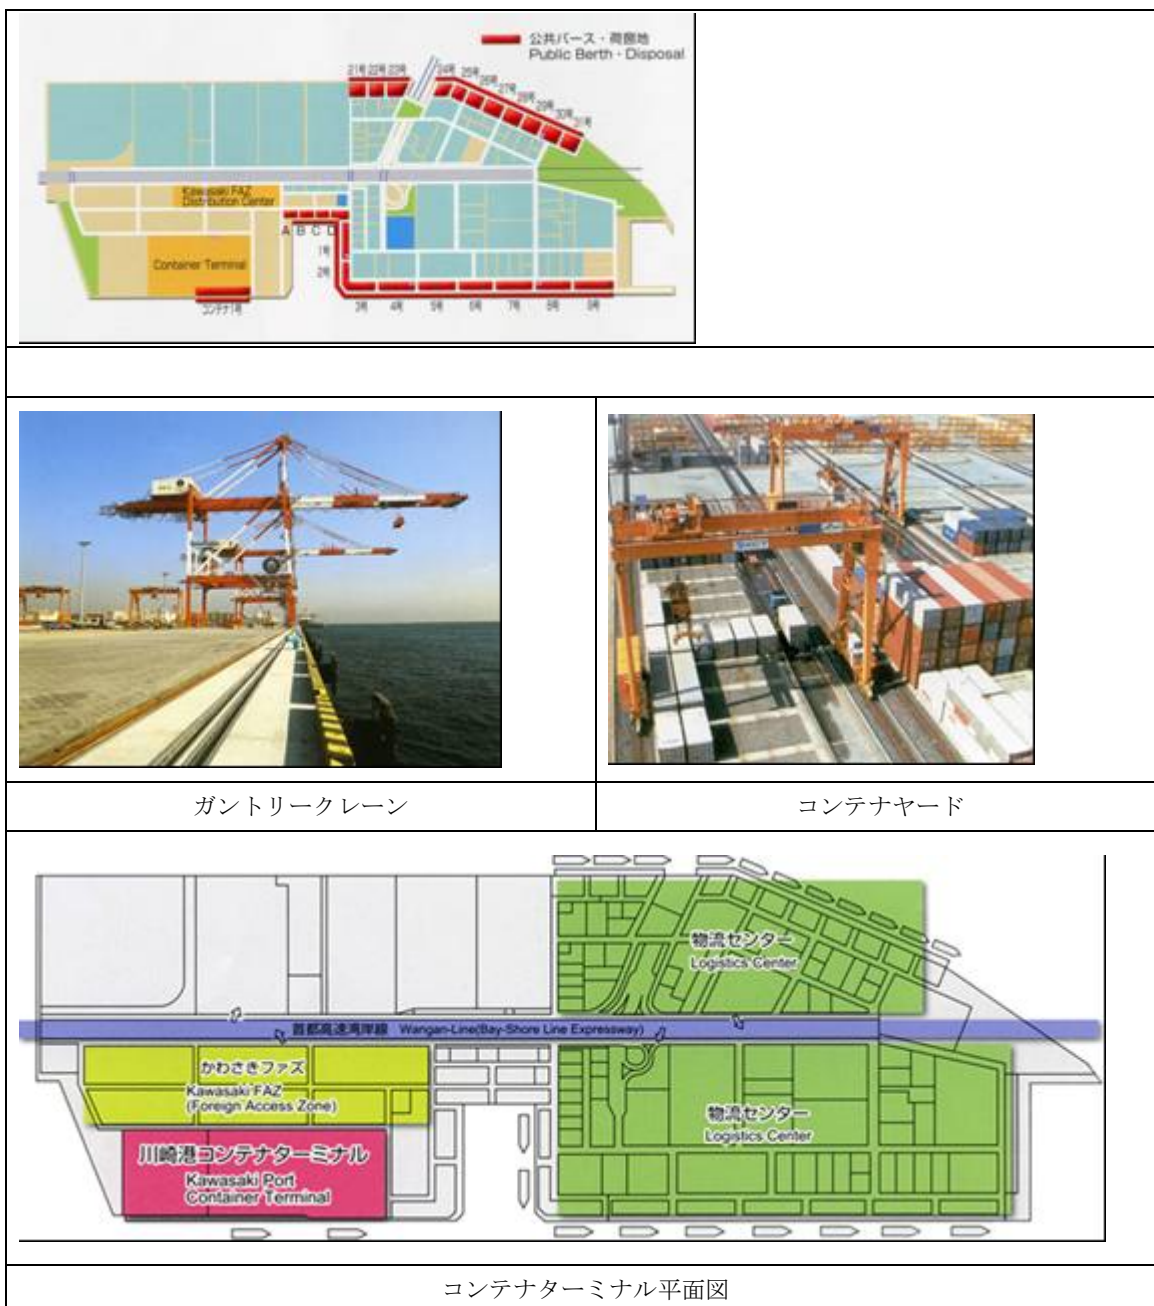 公共バース・荷捌地
Public Berth・Disposal
21号 22号 23号 24号 25号 26号 27号 28号 29号 30号 31号
Kawasaki FAZ
Distribution Center
A B C D
1号
Container Terminal
2号
コンテナ1号
3号 4号 5号 6号 7号 8号 9号
ガントリークレーン
コンテナヤード
物流センター
Logistics Center
首都高速湾岸線 Wangan-Line(Bay-Shore Line Expressway)
かわさきファズ
Kawasaki FAZ
(Foreign Access Zone)
物流センター
Logistics Center
川崎港コンテナターミナル
Kawasaki Port
Container Terminal
コンテナターミナル平面図